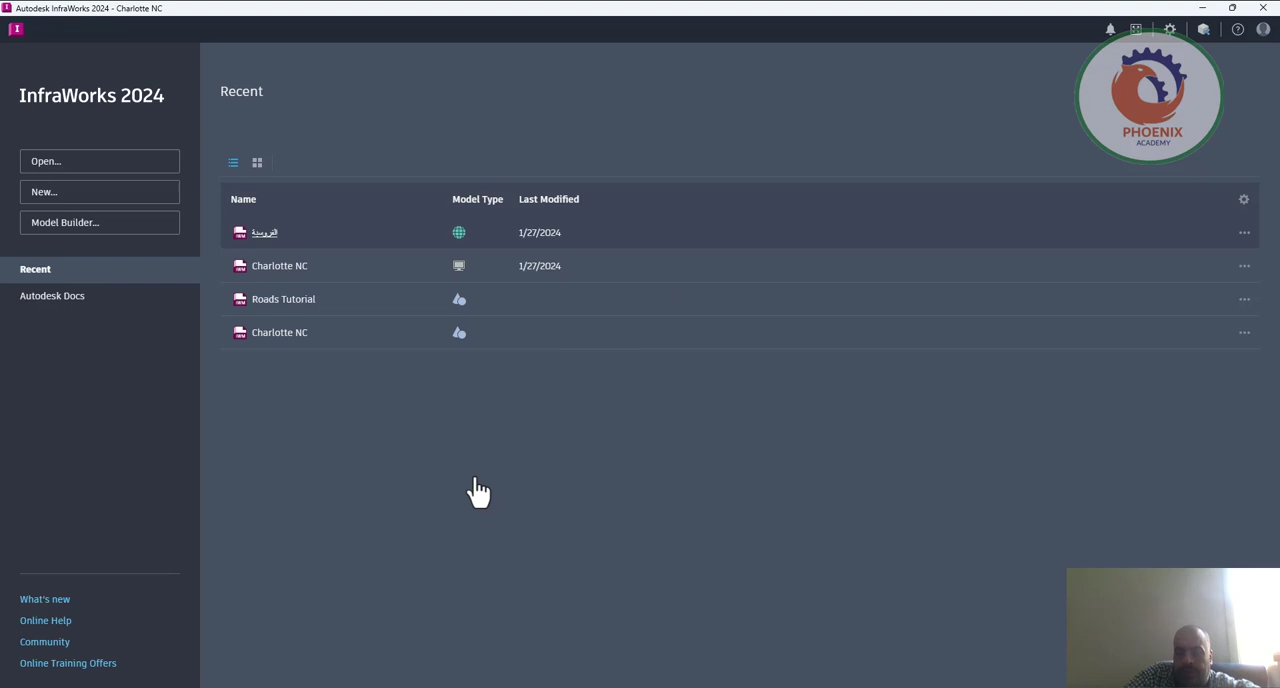 Autodesk InfraWorks 2024 - Charlotte NC
InfraWorks 2024
Open...
New...
Model Builder...
Recent
Autodesk Docs
What's new
Online Help
Community
Online Training Offers
Recent
Name Model Type Last Modified
الفروسية 1/27/2024
Charlotte NC 1/27/2024
Roads Tutorial
Charlotte NC
PHOENIX
ACADEMY